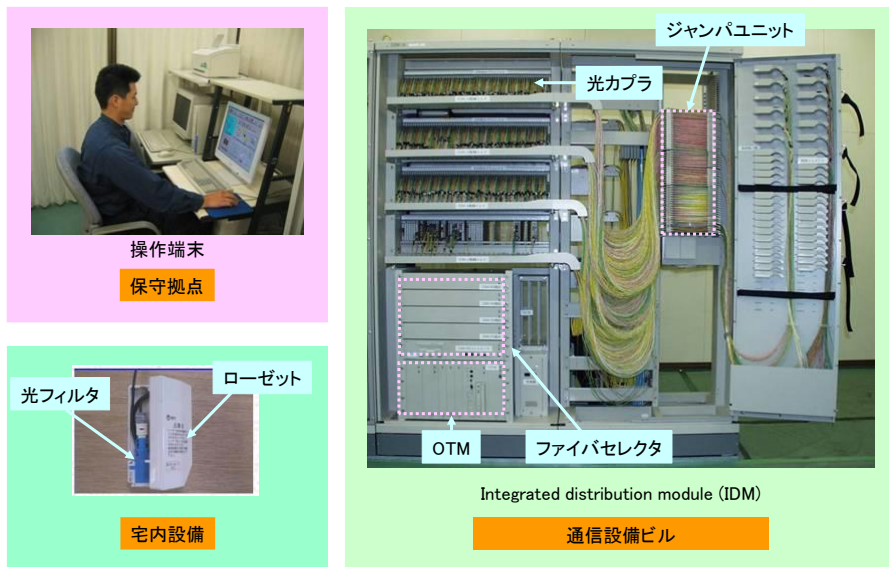 操作端末
保守拠点
光フィルタ
ローゼット
宅内設備
ジャンパユニット
光カプラ
OTM
ファイバセレクタ
Integrated distribution module (IDM)
通信設備ビル